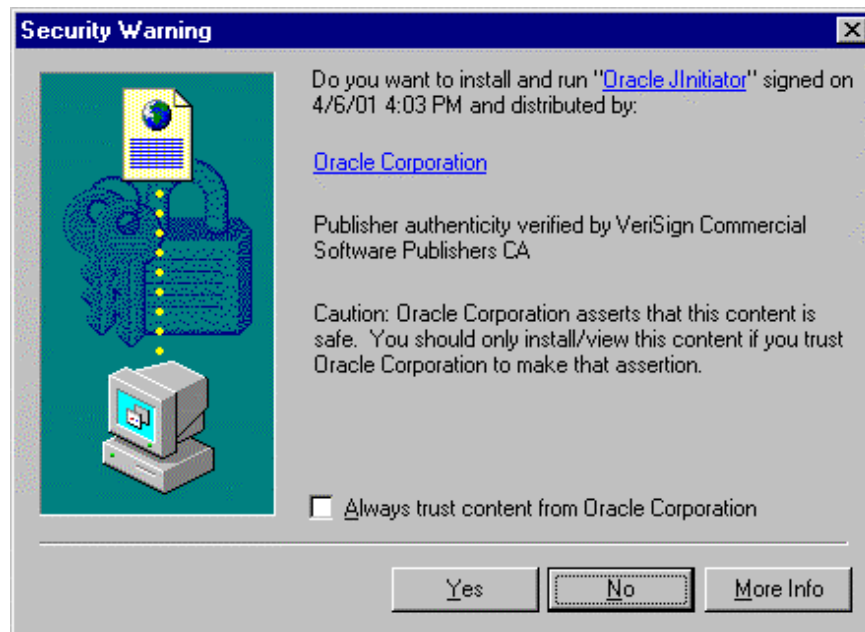 Security Warning
Do you want to install and run "Oracle JInitiator" signed on
4/6/01 4:03 PM and distributed by:
Oracle Corporation
Publisher authenticity verified by VeriSign Commercial
Software Publishers CA
Caution: Oracle Corporation asserts that this content is
safe.  You should only install/view this content if you trust
Oracle Corporation to make that assertion.
Always trust content from Oracle Corporation
Yes
No
More Info